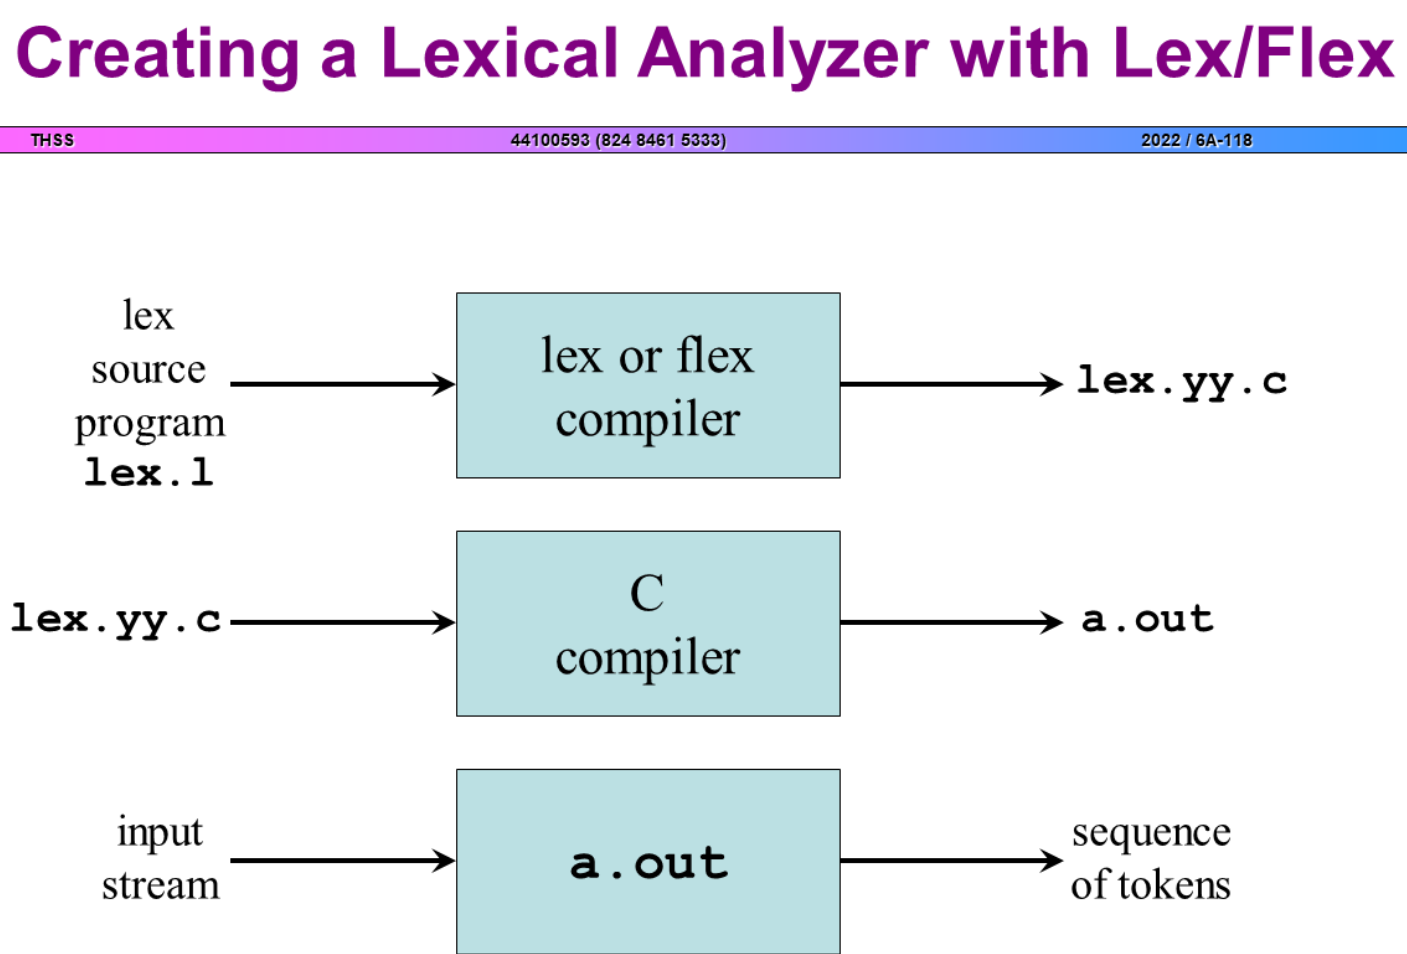 Creating a Lexical Analyzer with Lex/Flex
THSS 44100593 (824 8461 5333) 2022 / 6A-118
lex
source
program
lex.l
lex or flex
compiler
lex.yy.c
lex.yy.c
C
compiler
a.out
input
stream
a.out
sequence
of tokens